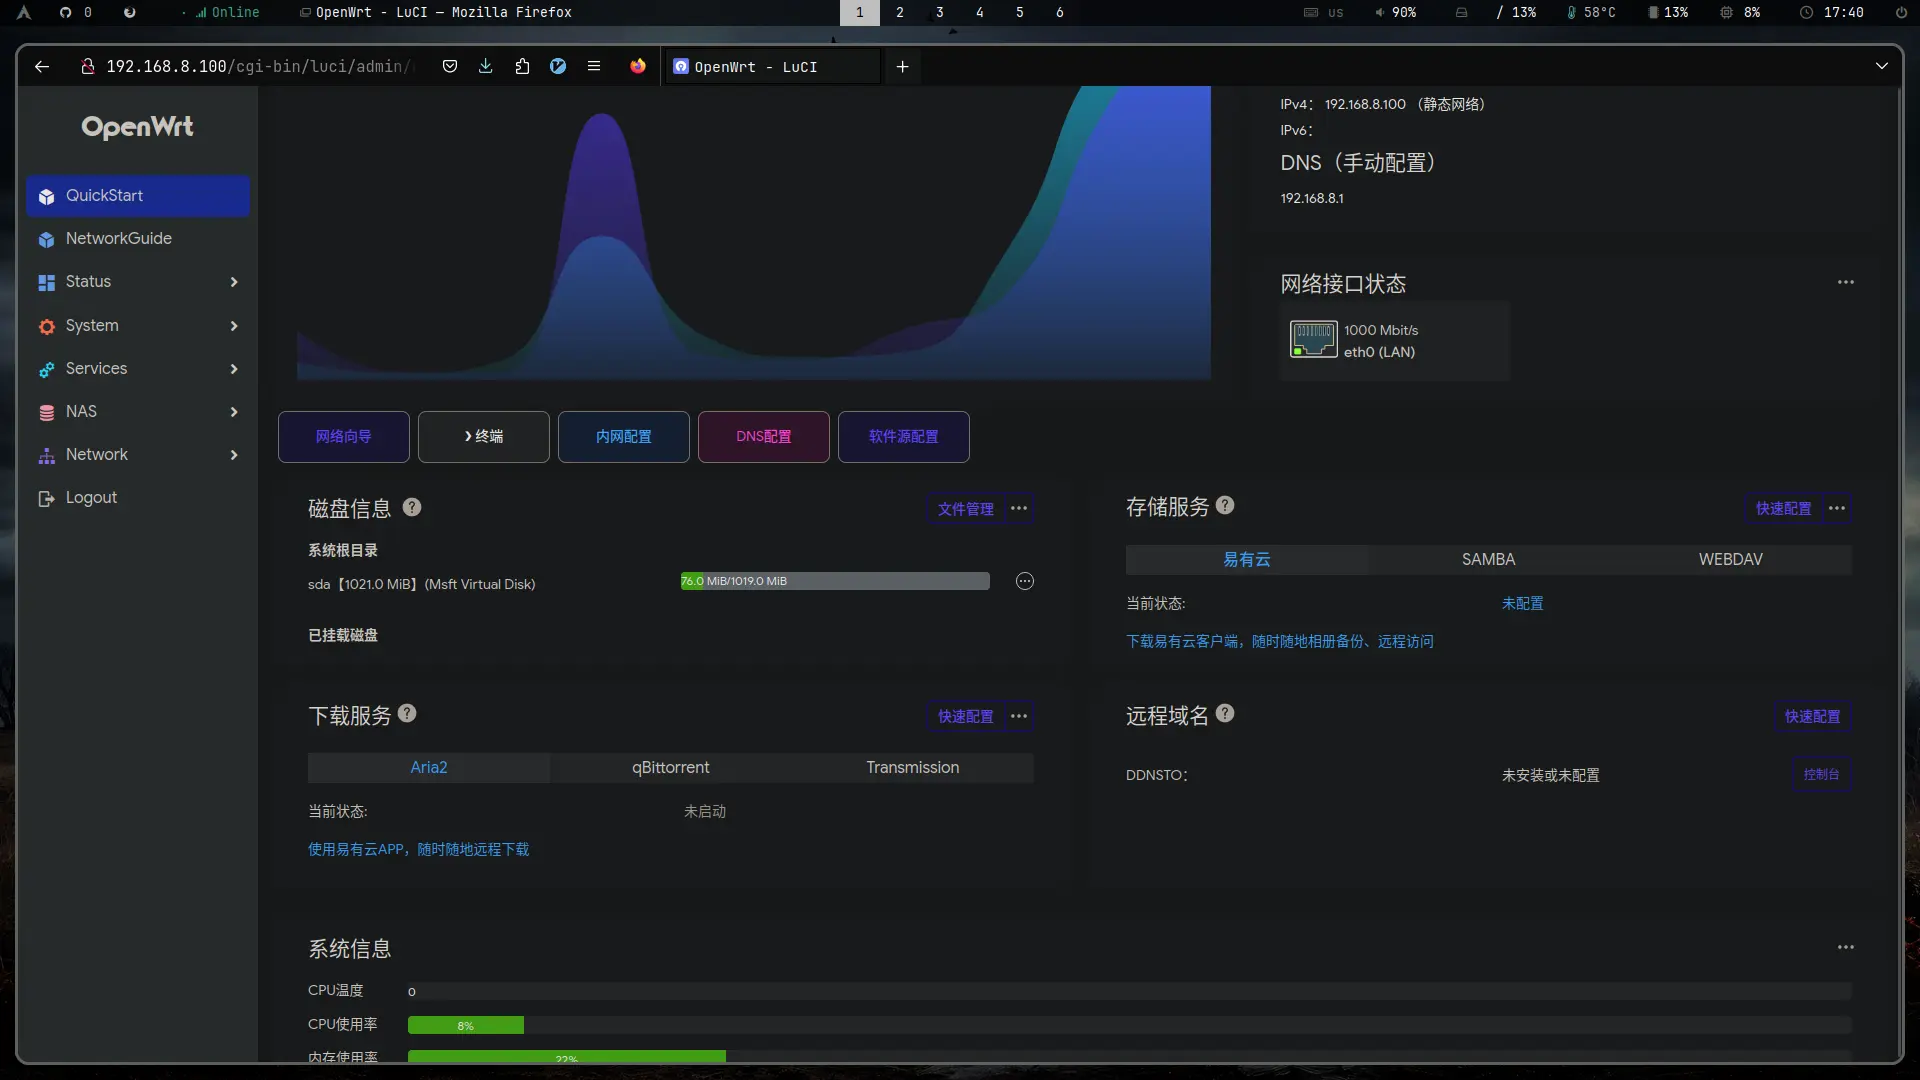 0
Online
OpenWrt - LuCI — Mozilla Firefox
1 2 3 4 5 6
US
90%
/ 13%
58°C
13%
8%
17:40
192.168.8.100/cgi-bin/luci/admin/
OpenWrt - LuCI
OpenWrt
QuickStart
NetworkGuide
Status
System
Services
NAS
Network
Logout
IPv4： 192.168.8.100 （静态网络）
IPv6：
DNS（手动配置）
192.168.8.1
网络接口状态
1000 Mbit/s
eth0 (LAN)
网络向导
❯ 终端
内网配置
DNS配置
软件源配置
磁盘信息
文件管理
系统根目录
sda【1021.0 MiB】(Msft Virtual Disk)
76.0 MiB/1019.0 MiB
已挂载磁盘
存储服务
快速配置
易有云 SAMBA WEBDAV
当前状态: 未配置
下载易有云客户端，随时随地相册备份、远程访问
下载服务
快速配置
Aria2 qBittorrent Transmission
当前状态: 未启动
使用易有云APP，随时随地远程下载
远程域名
快速配置
DDNSTO： 未安装或未配置 控制台
系统信息
CPU温度 0
CPU使用率 8%
内存使用率 22%